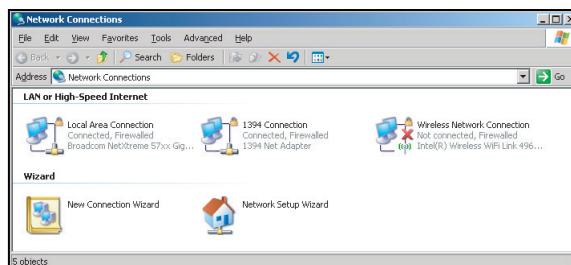 Network Connections
File Edit View Favorites Tools Advanced Help
Back Search Folders
Address Network Connections Go
LAN or High-Speed Internet
Local Area Connection
Connected, Firewalled
Broadcom NetXtreme 57xx Gig...
1394 Connection
Connected, Firewalled
1394 Net Adapter
Wireless Network Connection
Not connected, Firewalled
Intel(R) Wireless WiFi Link 496...
Wizard
New Connection Wizard
Network Setup Wizard
5 objects